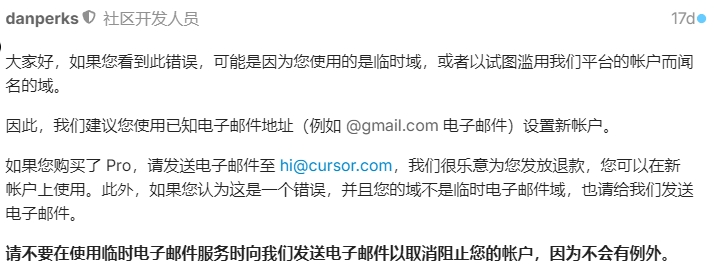 danperks 社区开发人员 17d
大家好，如果您看到此错误，可能是因为您使用的是临时域，或者以试图滥用我们平台的帐户而闻
名的域。
因此，我们建议您使用已知电子邮件地址（例如 @gmail.com 电子邮件）设置新帐户。
如果您购买了 Pro，请发送电子邮件至 hi@cursor.com，我们很乐意为您发放退款，您可以在新
帐户上使用。此外，如果您认为这是一个错误，并且您的域不是临时电子邮件域，也请给我们发送
电子邮件。
请不要在使用临时电子邮件服务时向我们发送电子邮件以取消阻止您的帐户，因为不会有例外。